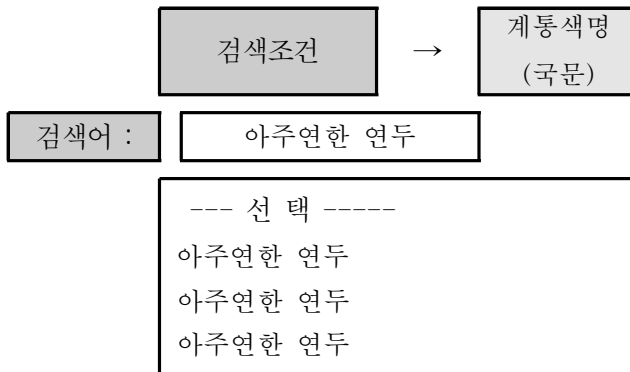 검색조건 → 계통색명
(국문)
검색어 : 아주연한 연두
--- 선 택 -----
아주연한 연두
아주연한 연두
아주연한 연두